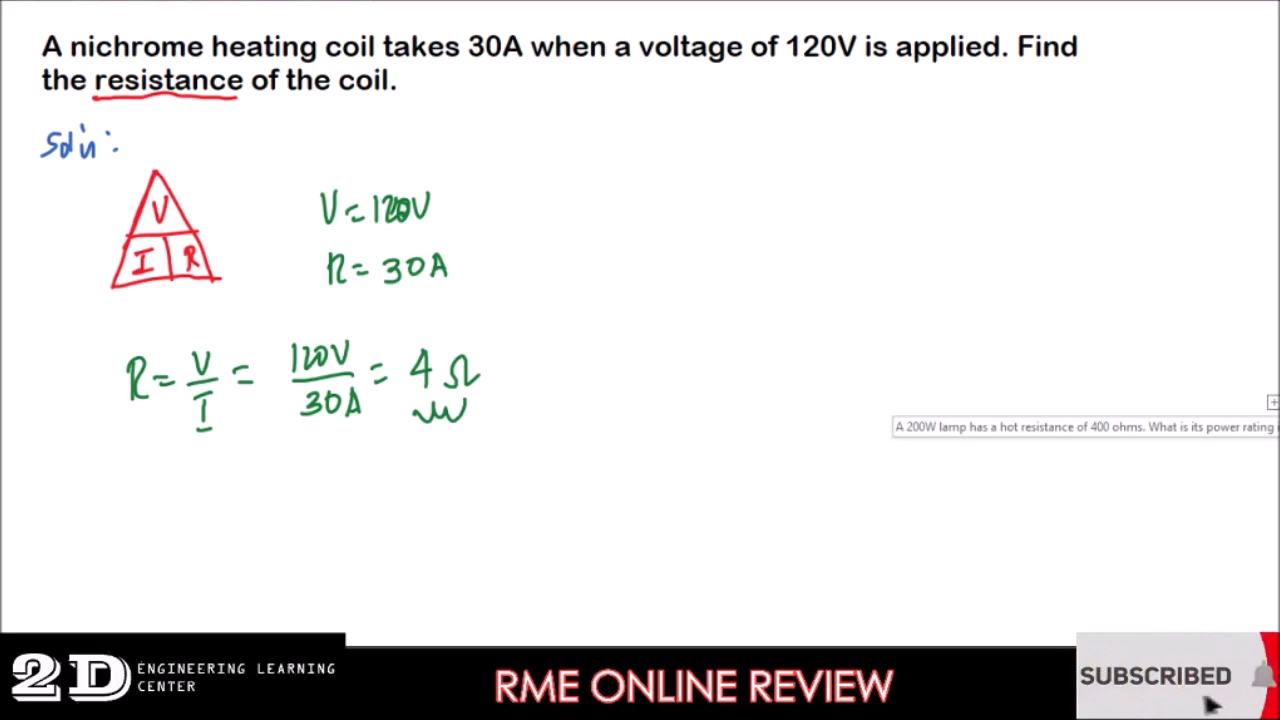 A nichrome heating coil takes 30A when a voltage of 120V is applied. Find
the resistance of the coil.
Sol'n:
V
I R
V = 120V
R = 30A
R = V/I = 120V/30A = 4 Ω
A 200W lamp has a hot resistance of 400 ohms. What is its power rating
2D ENGINEERING LEARNING
CENTER
RME ONLINE REVIEW
SUBSCRIBED